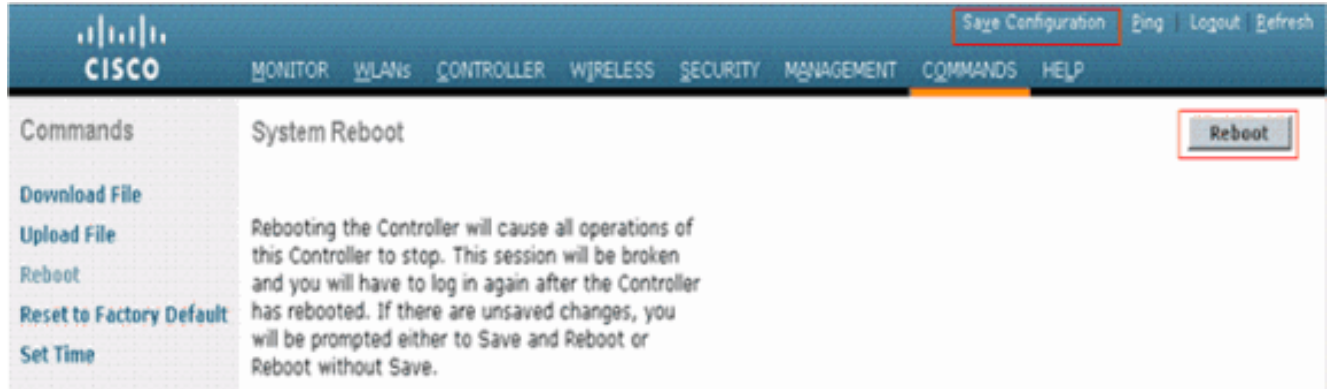 Save Configuration Ping | Logout Refresh
CISCO
MONITOR WLANs CONTROLLER WIRELESS SECURITY MANAGEMENT COMMANDS HELP
Commands
Download File
Upload File
Reboot
Reset to Factory Default
Set Time
System Reboot
Reboot
Rebooting the Controller will cause all operations of
this Controller to stop. This session will be broken
and you will have to log in again after the Controller
has rebooted. If there are unsaved changes, you
will be prompted either to Save and Reboot or
Reboot without Save.